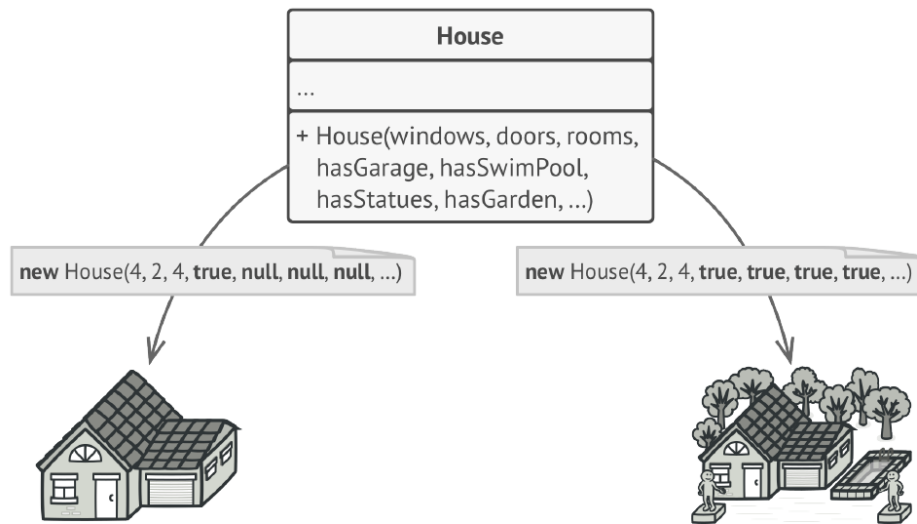 House
...
+ House(windows, doors, rooms,
hasGarage, hasSwimPool,
hasStatues, hasGarden, ...)
new House(4, 2, 4, true, null, null, null, ...)
new House(4, 2, 4, true, true, true, true, ...)